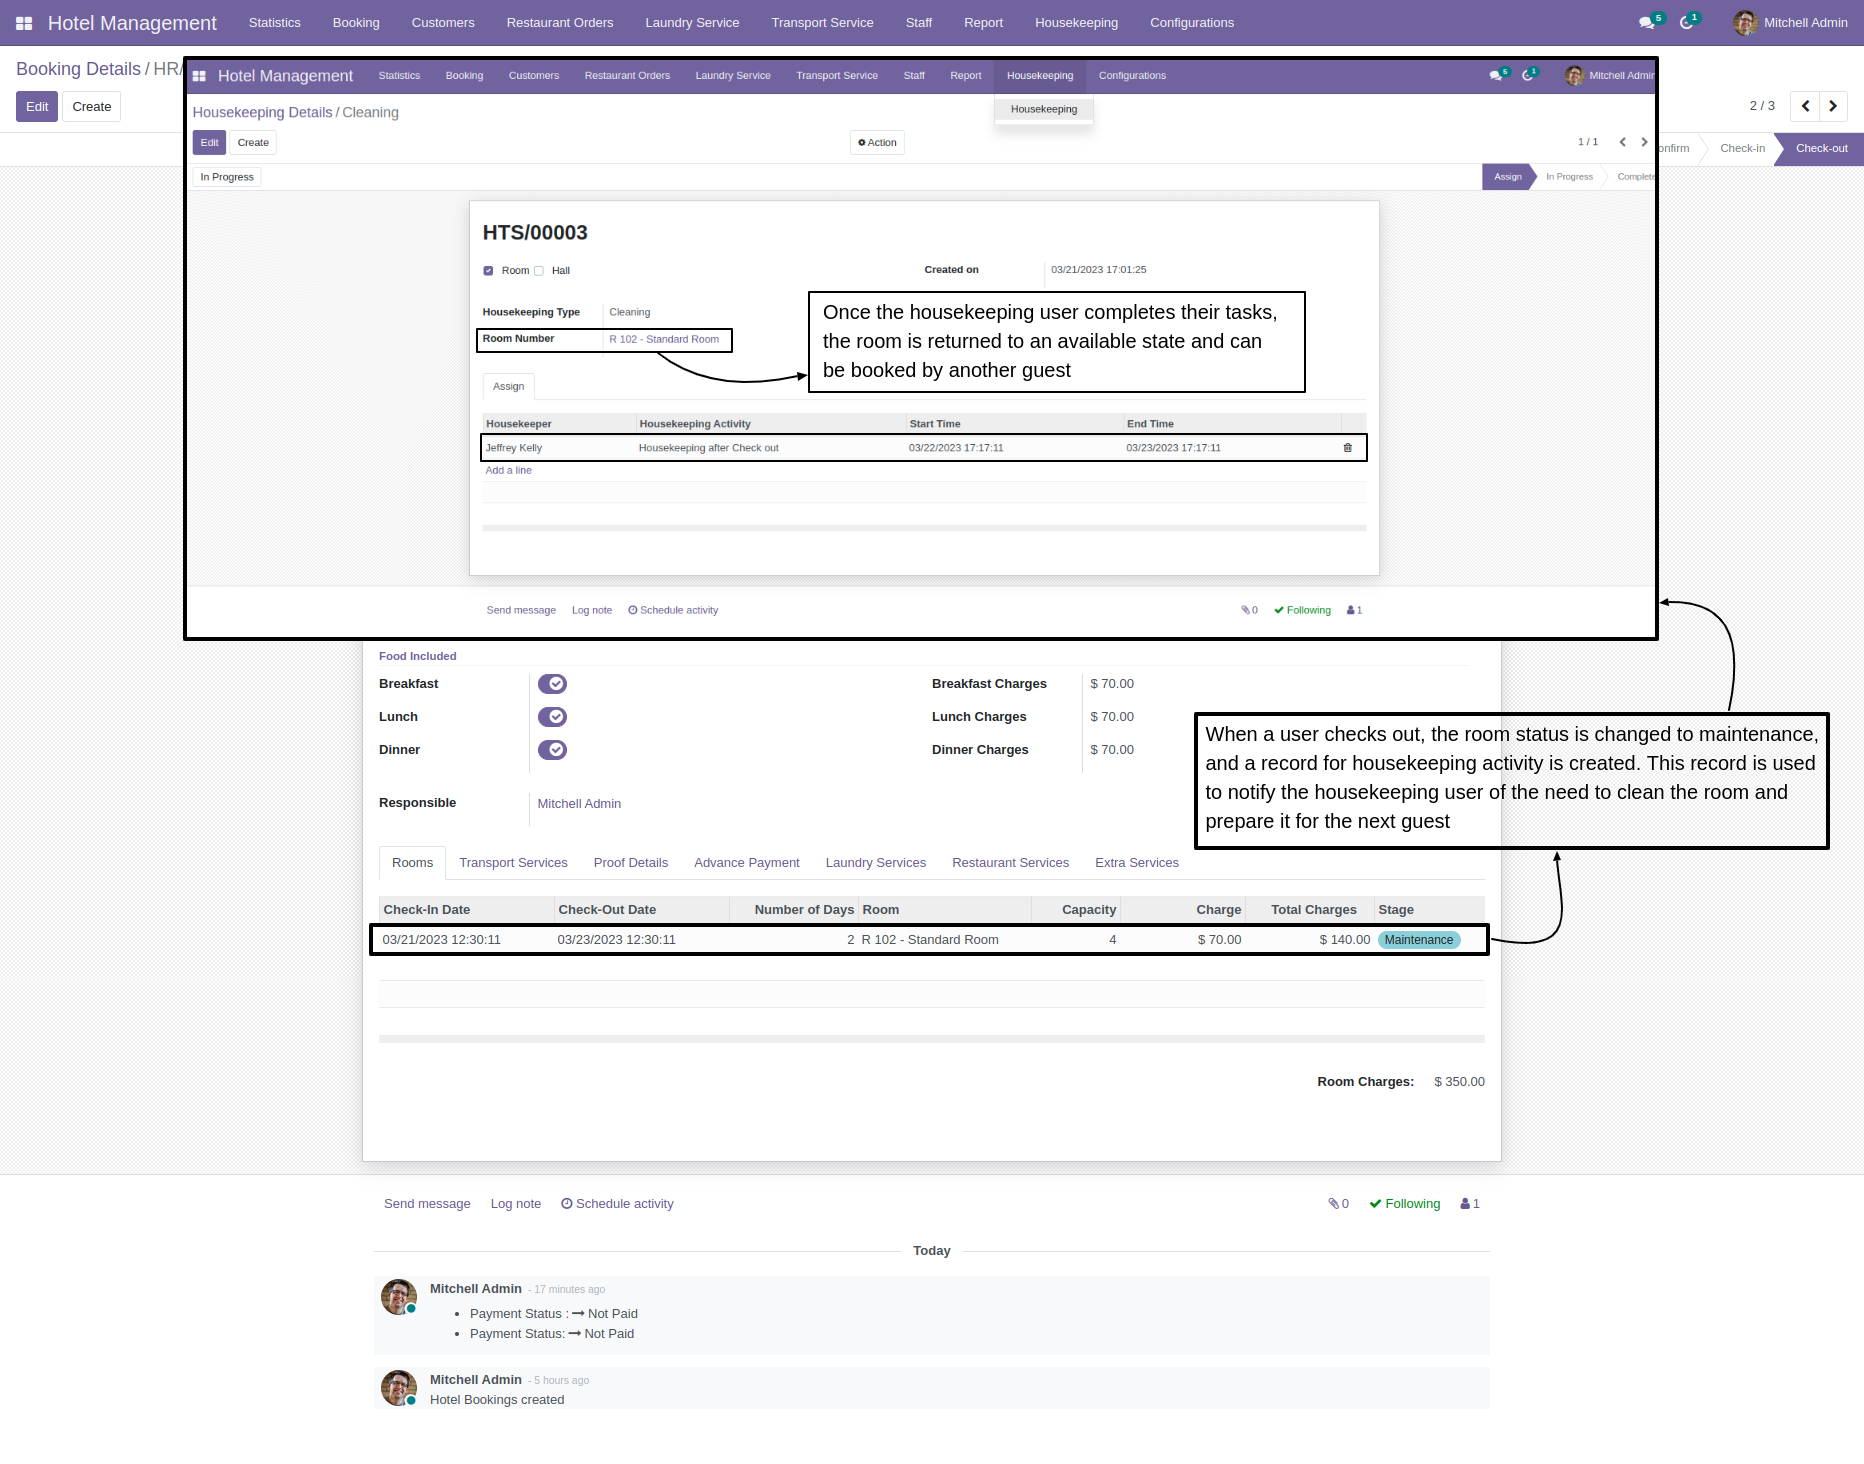 Hotel Management Statistics Booking Customers Restaurant Orders Laundry Service Transport Service Staff Report Housekeeping Configurations 5 1 Mitchell Admin
Booking Details / HR/
Edit Create
2 / 3
Check-in Check-out
Hotel Management Statistics Booking Customers Restaurant Orders Laundry Service Transport Service Staff Report Housekeeping Configurations 5 1 Mitchell Admin
Housekeeping
Housekeeping Details / Cleaning
Edit Create Action 1 / 1
In Progress Assign In Progress Complete
HTS/00003
Room Hall Created on 03/21/2023 17:01:25
Housekeeping Type Cleaning
Room Number R 102 - Standard Room
Once the housekeeping user completes their tasks,
the room is returned to an available state and can
be booked by another guest
Assign
Housekeeper Housekeeping Activity Start Time End Time
Jeffrey Kelly Housekeeping after Check out 03/22/2023 17:17:11 03/23/2023 17:17:11
Add a line
Send message Log note Schedule activity 0 Following 1
Food Included
Breakfast Breakfast Charges $ 70.00
Lunch Lunch Charges $ 70.00
Dinner Dinner Charges $ 70.00
When a user checks out, the room status is changed to maintenance,
and a record for housekeeping activity is created. This record is used
to notify the housekeeping user of the need to clean the room and
prepare it for the next guest
Responsible Mitchell Admin
Rooms Transport Services Proof Details Advance Payment Laundry Services Restaurant Services Extra Services
Check-In Date Check-Out Date Number of Days Room Capacity Charge Total Charges Stage
03/21/2023 12:30:11 03/23/2023 12:30:11 2 R 102 - Standard Room 4 $ 70.00 $ 140.00 Maintenance
Room Charges: $ 350.00
Send message Log note Schedule activity 0 Following 1
Today
Mitchell Admin - 17 minutes ago
• Payment Status : → Not Paid
• Payment Status: → Not Paid
Mitchell Admin - 5 hours ago
Hotel Bookings created